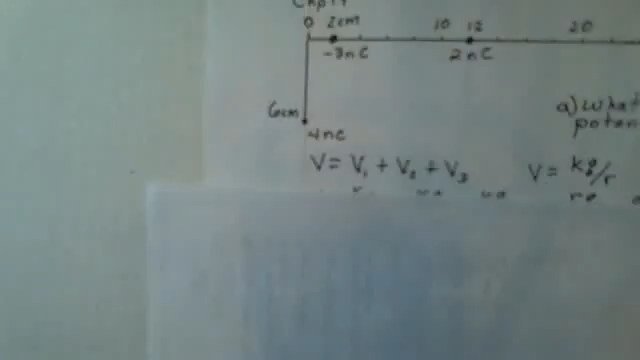 0 2cm 10 12 20
-3nC 2nC
6cm
4nC
a) What
poten
V = V₁ + V₂ + V₃ V = kq/r